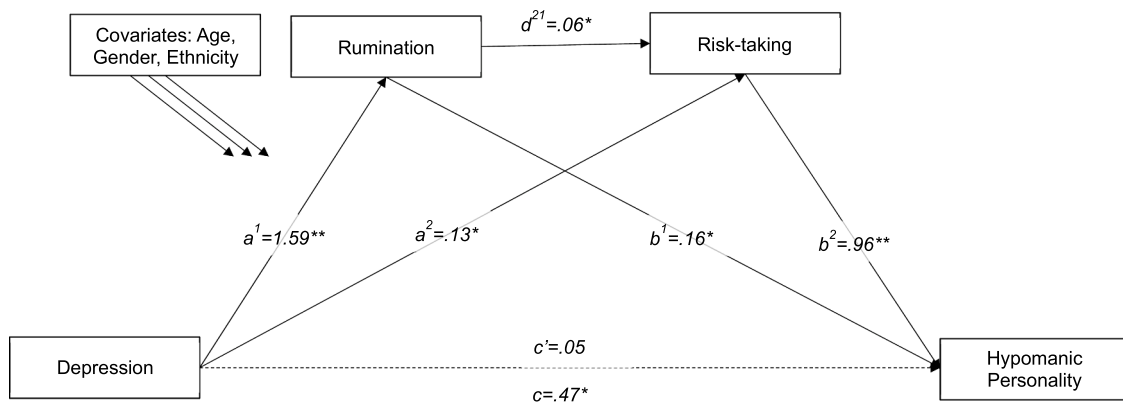 d²¹=.06*
Covariates: Age,
Gender, Ethnicity
Rumination
Risk-taking
a¹=1.59**
a²=.13*
b¹=.16*
b²=.96**
Depression
c’=.05
c=.47*
Hypomanic
Personality